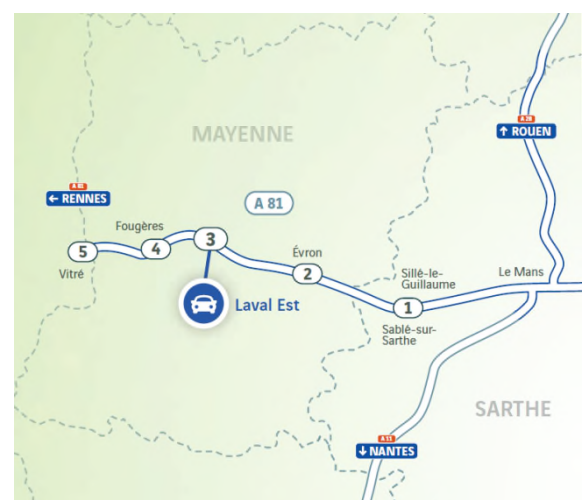 A 28
↑ ROUEN
MAYENNE
A 81
← RENNES
A 81
Fougères
3
4
5
Vitré
Évron
2
Laval Est
Sillé-le-
Guillaume
Le Mans
1
Sablé-sur-
Sarthe
SARTHE
A 11
↓ NANTES